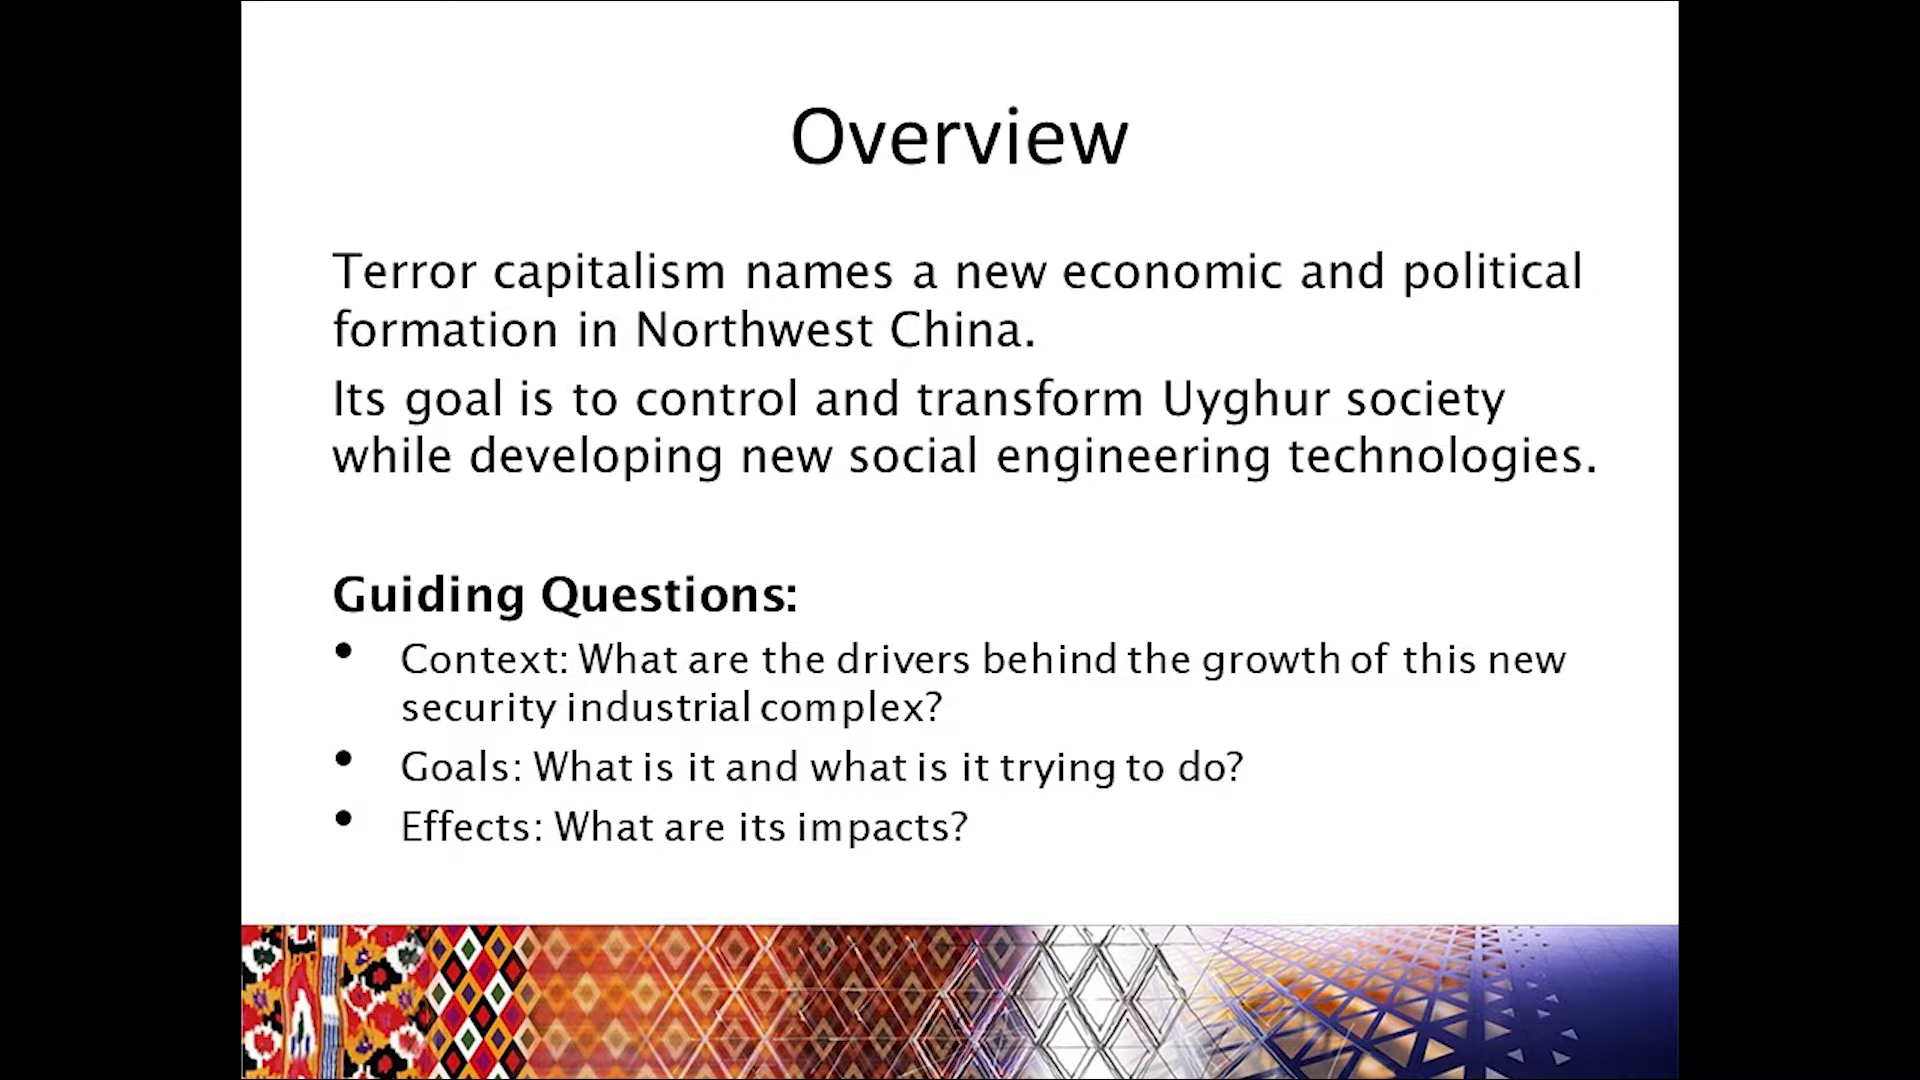 Overview
Terror capitalism names a new economic and political
formation in Northwest China.
Its goal is to control and transform Uyghur society
while developing new social engineering technologies.
Guiding Questions:
• Context: What are the drivers behind the growth of this new
security industrial complex?
• Goals: What is it and what is it trying to do?
• Effects: What are its impacts?